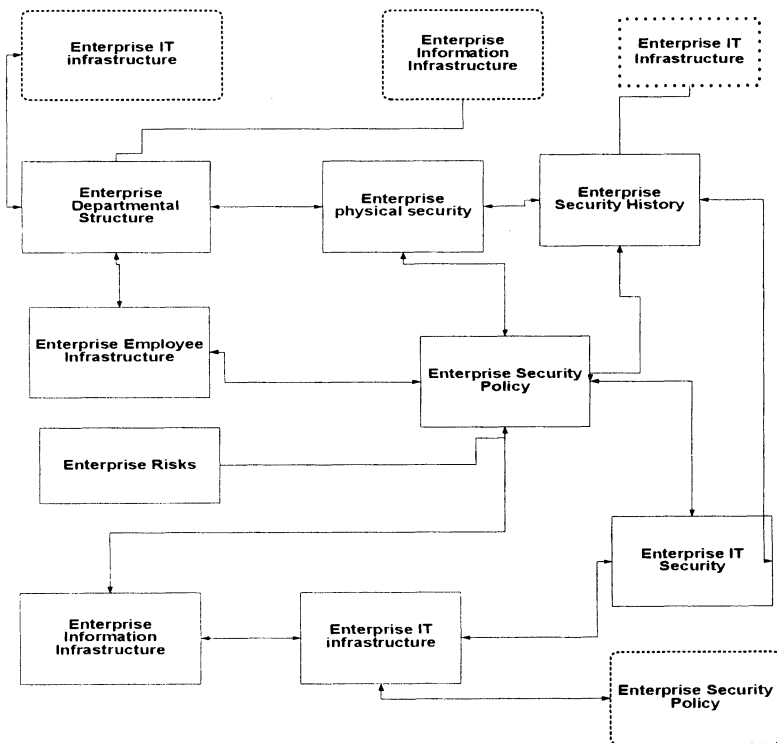 Enterprise IT
infrastructure
Enterprise
Information
Infrastructure
Enterprise IT
Infrastructure
Enterprise
Departmental
Structure
Enterprise
physical security
Enterprise
Security History
Enterprise Employee
Infrastructure
Enterprise Security
Policy
Enterprise Risks
Enterprise IT
Security
Enterprise
Information
Infrastructure
Enterprise IT
infrastructure
Enterprise Security
Policy